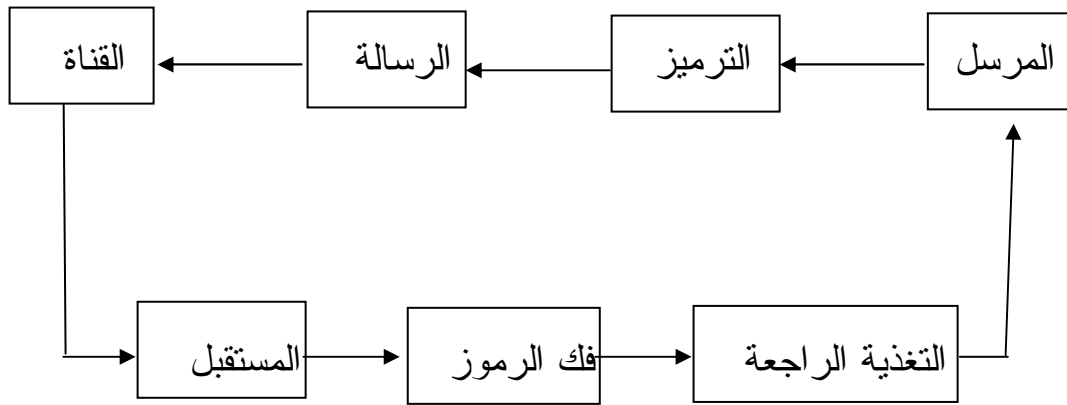 المرسل
الترميز
الرسالة
القناة
المستقبل
فك الرموز
التغذية الراجعة